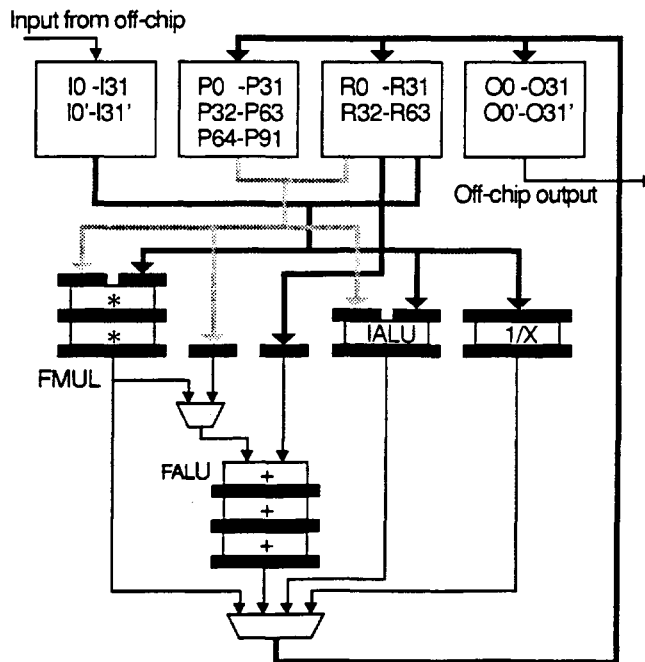 Input from off-chip
I0 -I31
I0'-I31'
P0 -P31
P32-P63
P64-P91
R0 -R31
R32-R63
O0 -O31
O0'-O31'
Off-chip output
*
*
IALU
1/X
FMUL
FALU
+
+
+